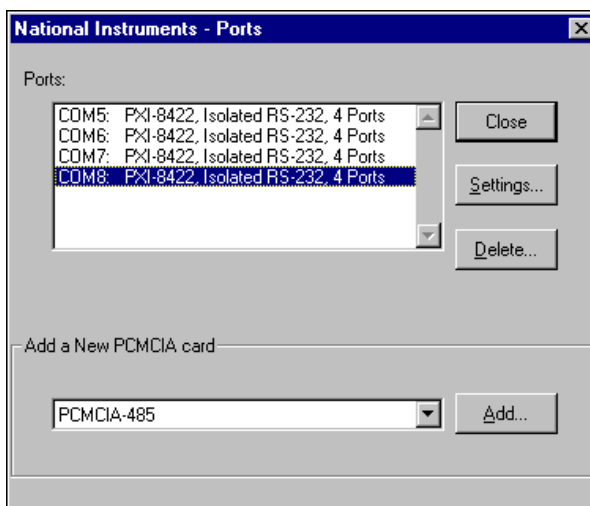 National Instruments - Ports
Ports:
COM5: PXI-8422, Isolated RS-232, 4 Ports
COM6: PXI-8422, Isolated RS-232, 4 Ports
COM7: PXI-8422, Isolated RS-232, 4 Ports
COM8: PXI-8422, Isolated RS-232, 4 Ports
Close
Settings...
Delete...
Add a New PCMCIA card
PCMCIA-485
Add...